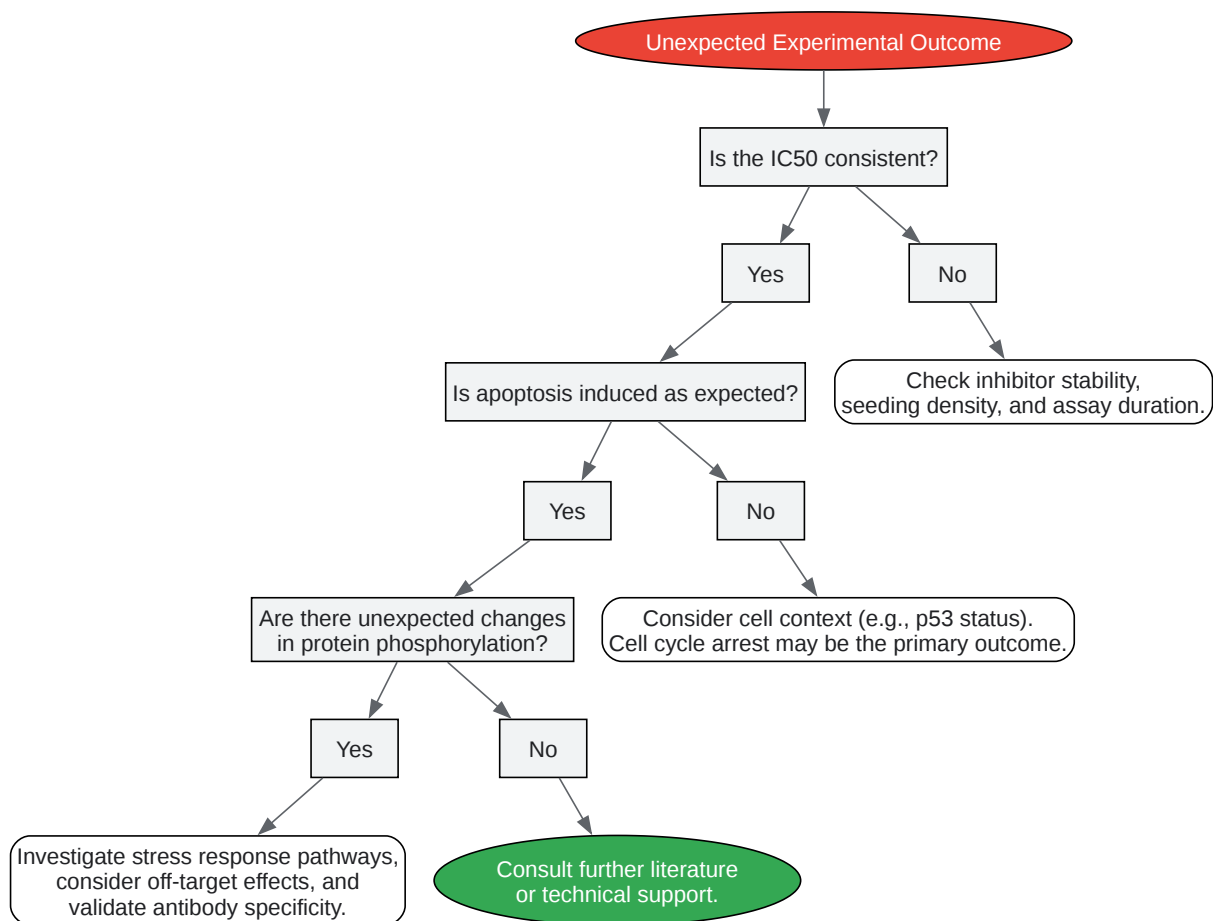 Unexpected Experimental Outcome
Is the IC50 consistent?
Yes
No
Is apoptosis induced as expected?
Check inhibitor stability,
seeding density, and assay duration.
Yes
No
Are there unexpected changes
in protein phosphorylation?
Consider cell context (e.g., p53 status).
Cell cycle arrest may be the primary outcome.
Yes
No
Investigate stress response pathways,
consider off-target effects, and
validate antibody specificity.
Consult further literature
or technical support.